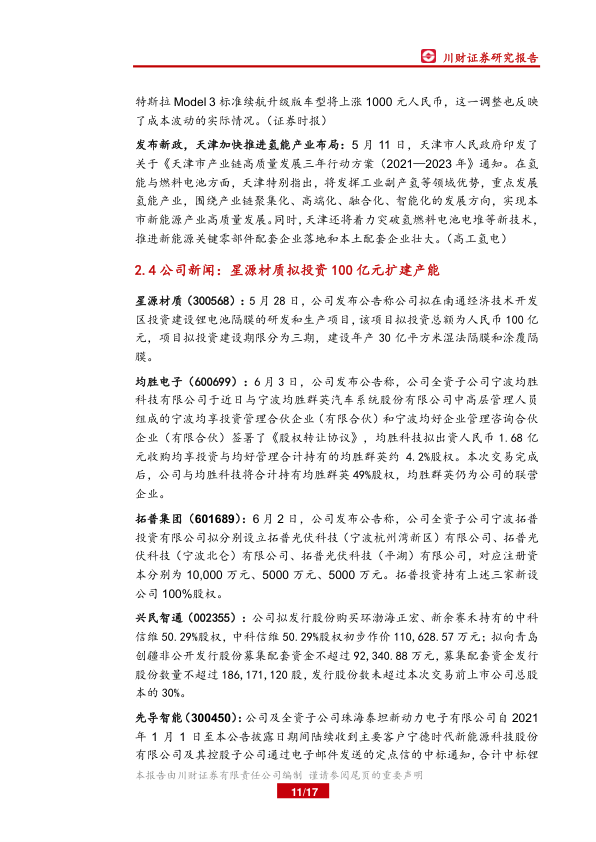 川财证券研究报告
特斯拉 Model 3 标准续航升级版车型将上涨 1000 元人民币，这一调整也反映
了成本波动的实际情况。（证券时报）
发布新政，天津加快推进氢能产业布局：5 月 11 日，天津市人民政府印发了
关于《天津市产业链高质量发展三年行动方案（2021—2023 年》通知。在氢
能与燃料电池方面，天津特别指出，将发挥工业副产氢等领域优势，重点发展
氢能产业，围绕产业链聚集化、高端化、融合化、智能化的发展方向，实现本
市新能源产业高质量发展。同时，天津还将着力突破氢燃料电池电堆等新技术，
推进新能源关键零部件配套企业落地和本土配套企业壮大。（高工氢电）
2.4 公司新闻：星源材质拟投资 100 亿元扩建产能
星源材质（300568）：5 月 28 日，公司发布公告称公司拟在南通经济技术开发
区投资建设锂电池隔膜的研发和生产项目，该项目拟投资总额为人民币 100 亿
元，项目拟投资建设期限分为三期，建设年产 30 亿平方米湿法隔膜和涂覆隔
膜。
均胜电子（600699）：6 月 3 日，公司发布公告称，公司全资子公司宁波均胜
科技有限公司于近日与宁波均胜群英汽车系统股份有限公司中高层管理人员
组成的宁波均享投资管理合伙企业（有限合伙）和宁波均好企业管理咨询合伙
企业（有限合伙）签署了《股权转让协议》，均胜科技拟出资人民币 1.68 亿
元收购均享投资与均好管理合计持有的均胜群英约 4.2%股权。本次交易完成
后，公司与均胜科技将合计持有均胜群英 49%股权，均胜群英仍为公司的联营
企业。
拓普集团（601689）：6 月 2 日，公司发布公告称，公司全资子公司宁波拓普
投资有限公司拟分别设立拓普光伏科技（宁波杭州湾新区）有限公司、拓普光
伏科技（宁波北仑）有限公司、拓普光伏科技（平湖）有限公司，对应注册资
本分别为 10,000 万元、5000 万元、5000 万元。拓普投资持有上述三家新设
公司 100%股权。
兴民智通（002355）：公司拟发行股份购买环渤海正宏、新余赛禾持有的中科
信维 50.29%股权，中科信维 50.29%股权初步作价 110,628.57 万元；拟向青岛
创疆非公开发行股份募集配套资金不超过 92,340.88 万元，募集配套资金发行
股份数量不超过 186,171,120 股，发行股份数未超过本次交易前上市公司总股
本的 30%。
先导智能（300450）：公司及全资子公司珠海泰坦新动力电子有限公司自 2021
年 1 月 1 日至本公告披露日期间陆续收到主要客户宁德时代新能源科技股份
有限公司及其控股子公司通过电子邮件发送的定点信的中标通知，合计中标锂
本报告由川财证券有限责任公司编制 谨请参阅尾页的重要声明
11/17